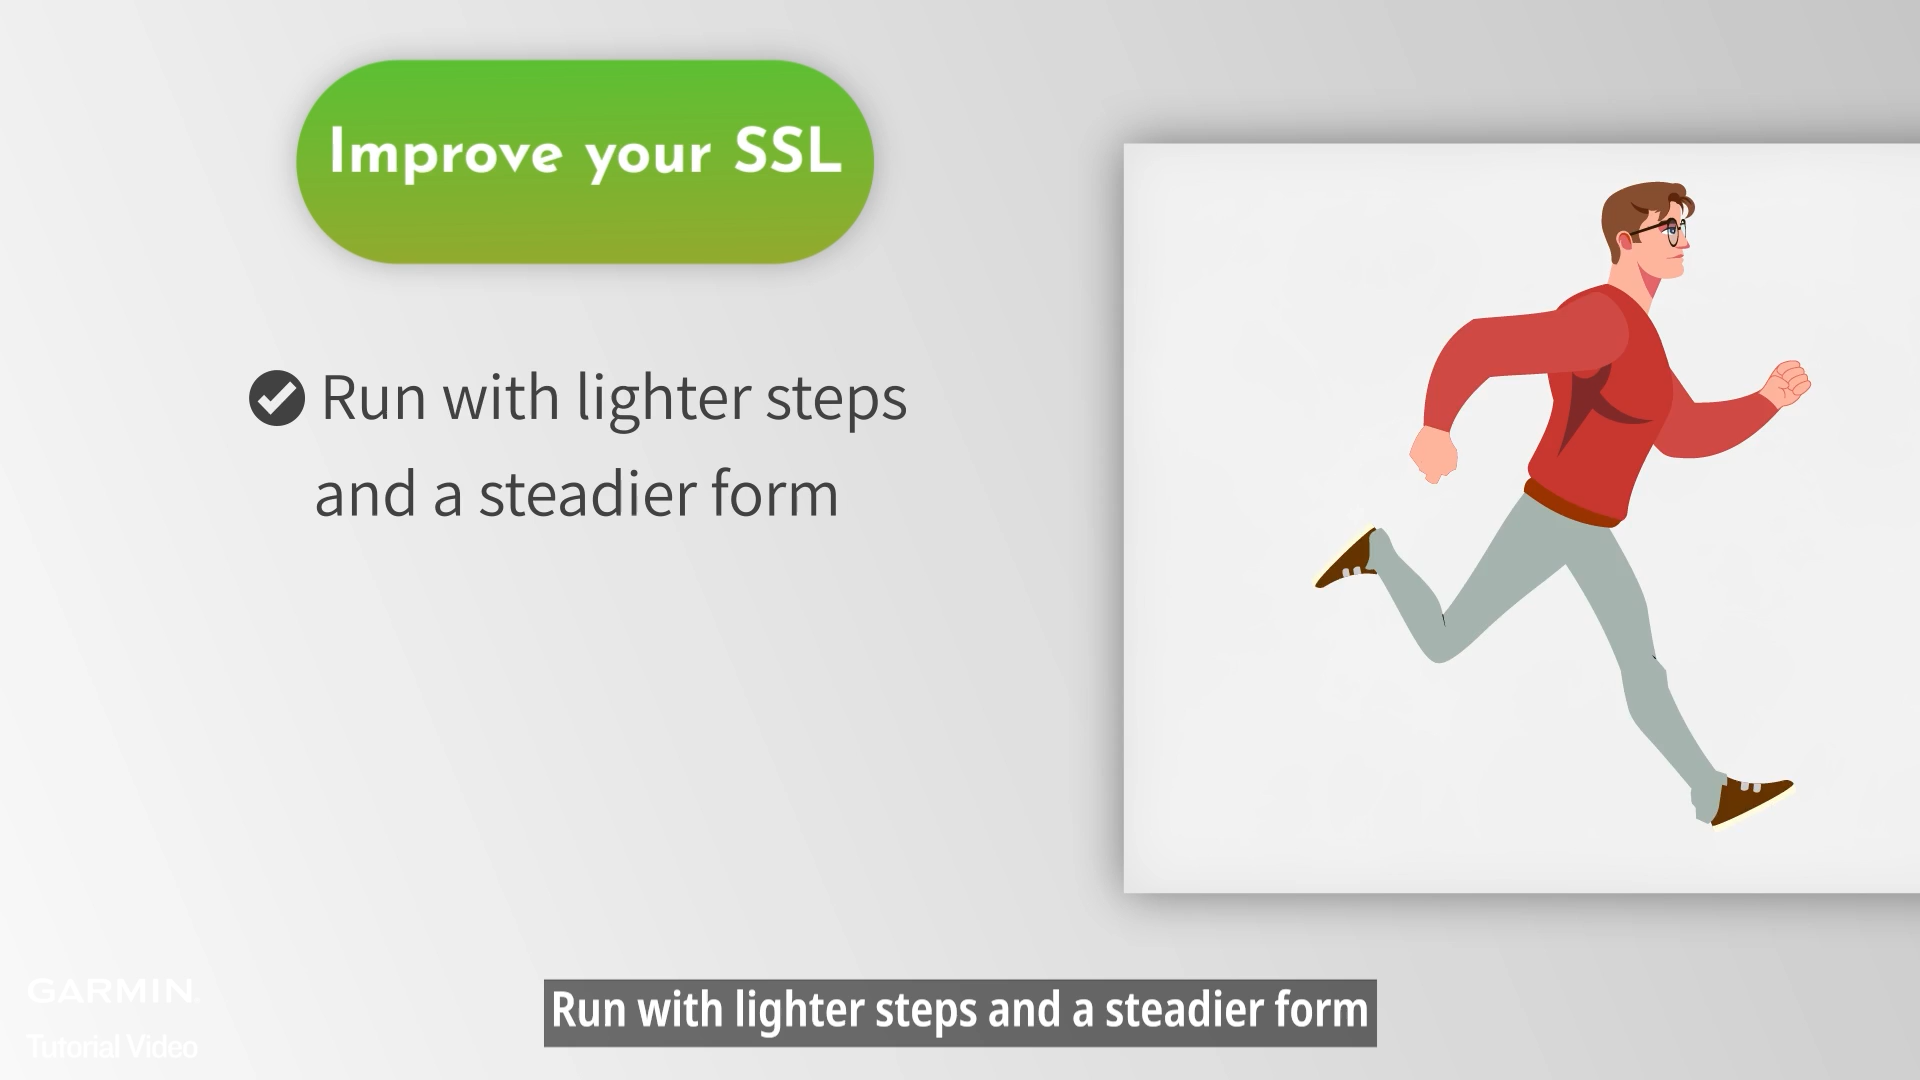 Improve your SSL
Run with lighter steps
and a steadier form
GARMIN.
Tutorial Video
Run with lighter steps and a steadier form